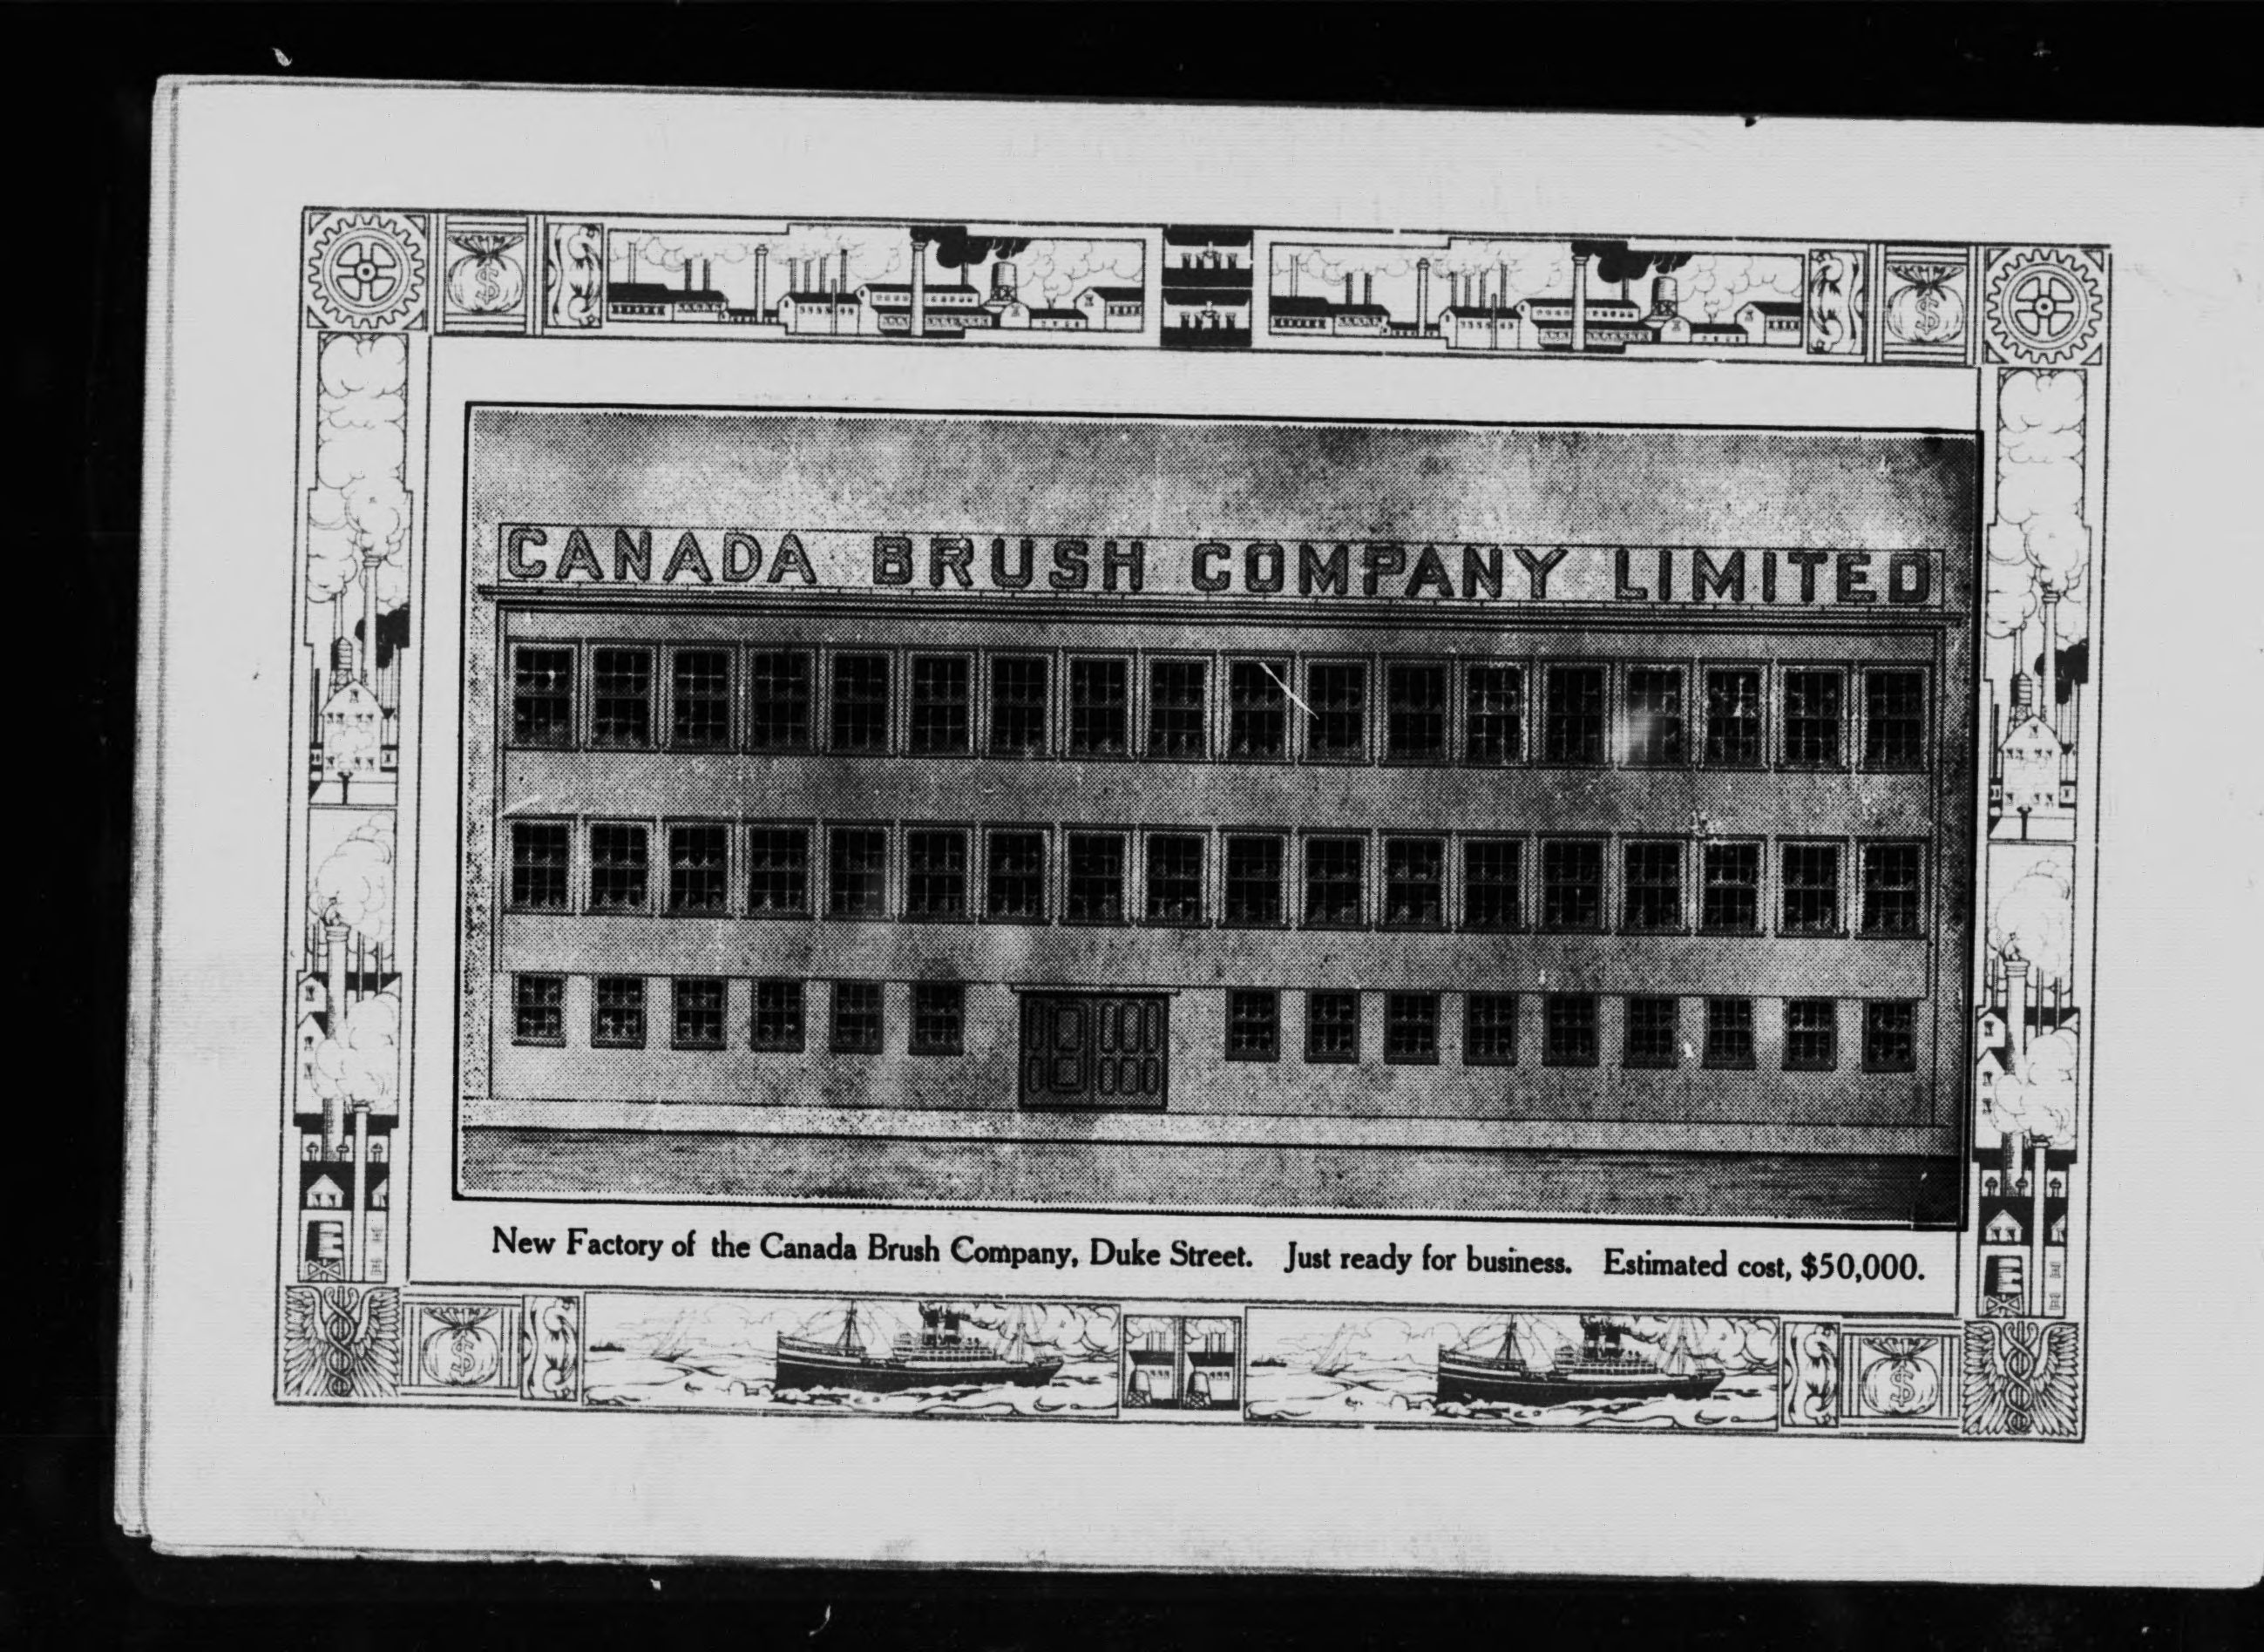 CANADA BRUSH COMPANY LIMITED
New Factory of the Canada Brush Company, Duke Street. Just ready for business. Estimated cost, $50,000.